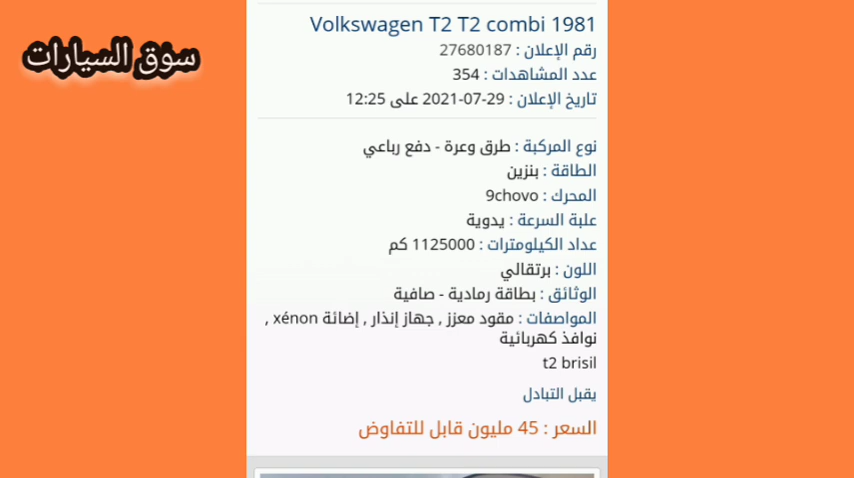 سوق السيارات
Volkswagen T2 T2 combi 1981
رقم الإعلان : 27680187
عدد المشاهدات : 354
تاريخ الإعلان : 29-07-2021 على 12:25
نوع المركبة : طرق وعرة - دفع رباعي
الطاقة : بنزين
المحرك : 9chovo
علبة السرعة : يدوية
عداد الكيلومترات : 1125000 كم
اللون : برتقالي
الوثائق : بطاقة رمادية - صافية
المواصفات : مقود معزز , جهاز إنذار , إضائة xénon ,
نوافذ كهربائية
t2 brisil
يقبل التبادل
السعر : 45 مليون قابل للتفاوض